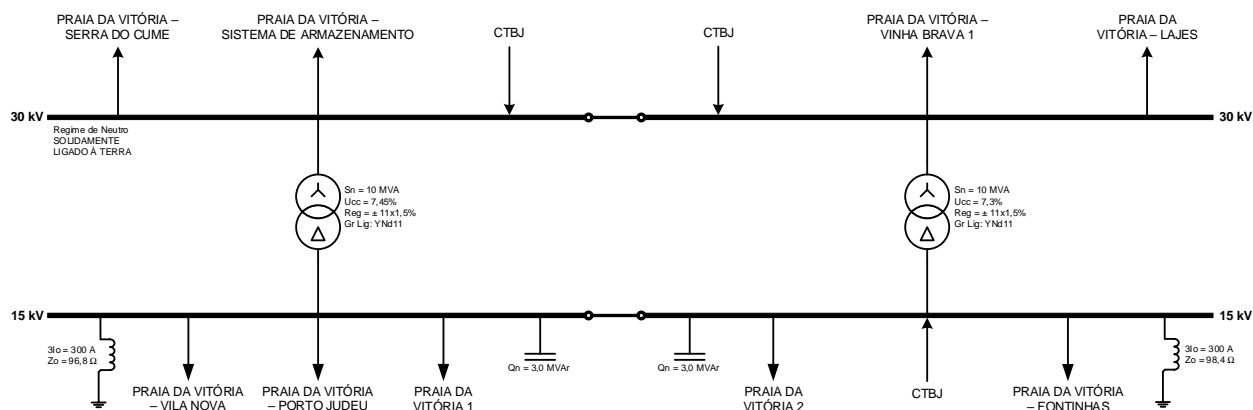 PRAIA DA VITÓRIA –
SERRA DO CUME
PRAIA DA VITÓRIA –
SISTEMA DE ARMAZENAMENTO
CTBJ
CTBJ
PRAIA DA VITÓRIA –
VINHA BRAVA 1
PRAIA DA
VITÓRIA – LAJES
30 kV
30 kV
Regime de Neutro
SOLIDAMENTE
LIGADO À TERRA
Sn = 10 MVA
Ucc = 7,45%
Reg = ± 11x1,5%
Gr Lig: YNd11
Sn = 10 MVA
Ucc = 7,3%
Reg = ± 11x1,5%
Gr Lig: YNd11
15 kV
15 kV
3Io = 300 A
Zo = 96,8 Ω
Qn = 3,0 MVAr
Qn = 3,0 MVAr
3Io = 300 A
Zo = 98,4 Ω
PRAIA DA VITÓRIA
– VILA NOVA
PRAIA DA VITÓRIA
– PORTO JUDEU
PRAIA DA
VITÓRIA 1
PRAIA DA
VITÓRIA 2
CTBJ
PRAIA DA VITÓRIA
– FONTINHAS